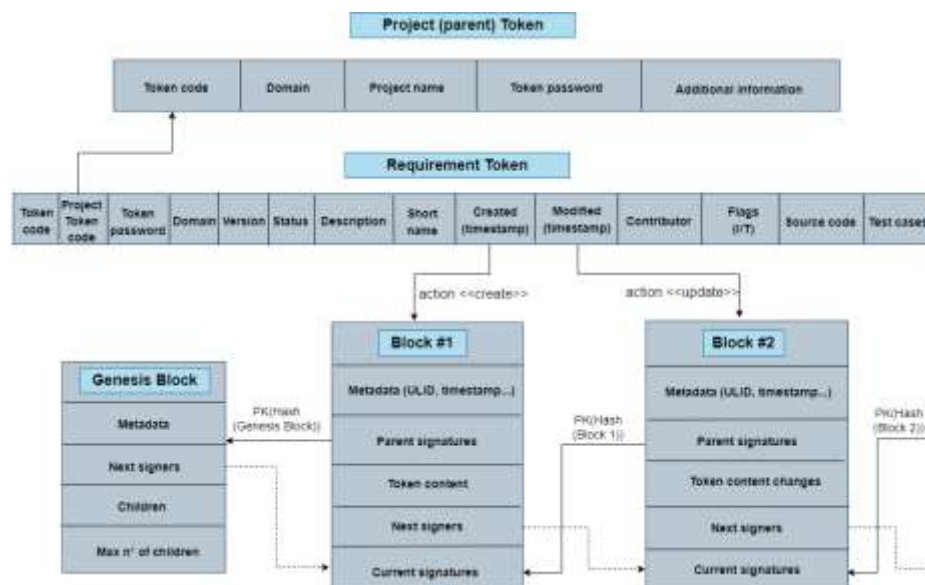 Project (parent) Token
Token code
Domain
Project name
Token password
Additional information
Requirement Token
Token
code
Project
Token
code
Token
password
Domain
Version
Status
Description
Short
name
Created
(timestamp)
Modified
(timestamp)
Contributor
Flags
(I/T)
Source code
Test cases
action <<create>>
action <<update>>
Genesis Block
Metadata
Next signers
Children
Max n° of children
PK(Hash
(Genesis Block))
Block #1
Metadata (ULID, timestamp...)
Parent signatures
Token content
Next signers
Current signatures
PK(Hash
(Block 1))
Block #2
Metadata (ULID, timestamp...)
Parent signatures
Token content changes
Next signers
Current signatures
PK(Hash
(Block 2))